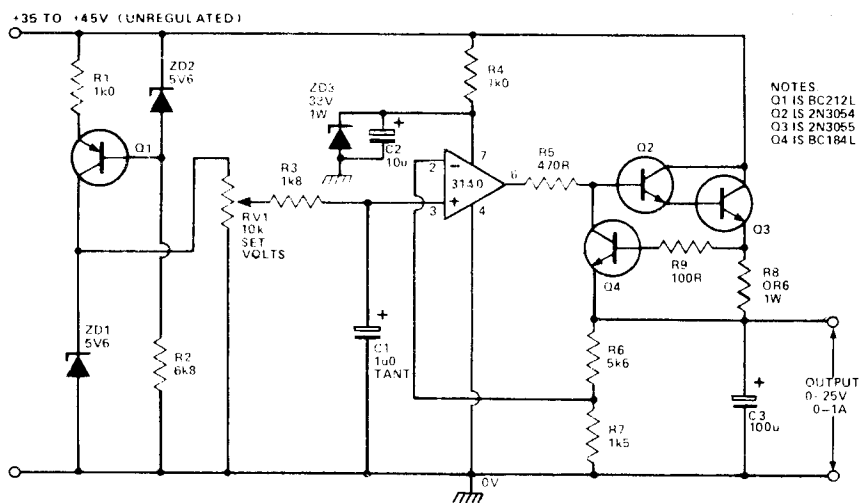 +35 TO +45V (UNREGULATED)
R1
1k0
ZD2
5V6
Q1
ZD3
33V
1W
+
C2
10u
R4
1k0
NOTES
Q1 IS BC212L
Q2 IS 2N3054
Q3 IS 2N3055
Q4 IS BC184L
R3
1k8
RV1
10k
SET
VOLTS
2
−
7
3140
6
+
3
4
R5
470R
Q2
Q3
Q4
R9
100R
R8
0R6
1W
ZD1
5V6
R2
6k8
+
C1
1u0
TANT
R6
5k6
R7
1k5
+
C3
100u
OUTPUT
0-25V
0-1A
0V